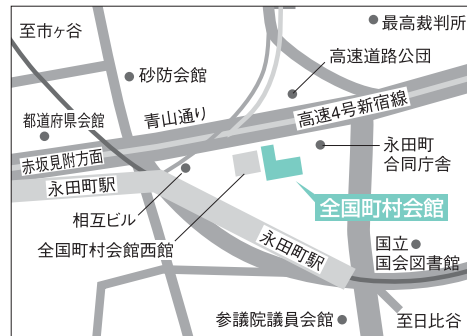 至市ヶ谷
最高裁判所
高速道路公団
砂防会館
青山通り
高速4号新宿線
都道府県会館
赤坂見附方面
永田町
合同庁舎
永田町駅
相互ビル
全国町村会館
全国町村会館西館
永田町駅
国立
国会図書館
参議院議員会館
至日比谷